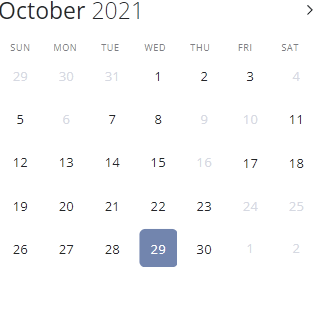 October 2021
SUN MON TUE WED THU FRI SAT
29 30 31 1 2 3 4
5 6 7 8 9 10 11
12 13 14 15 16 17 18
19 20 21 22 23 24 25
26 27 28 29 30 1 2